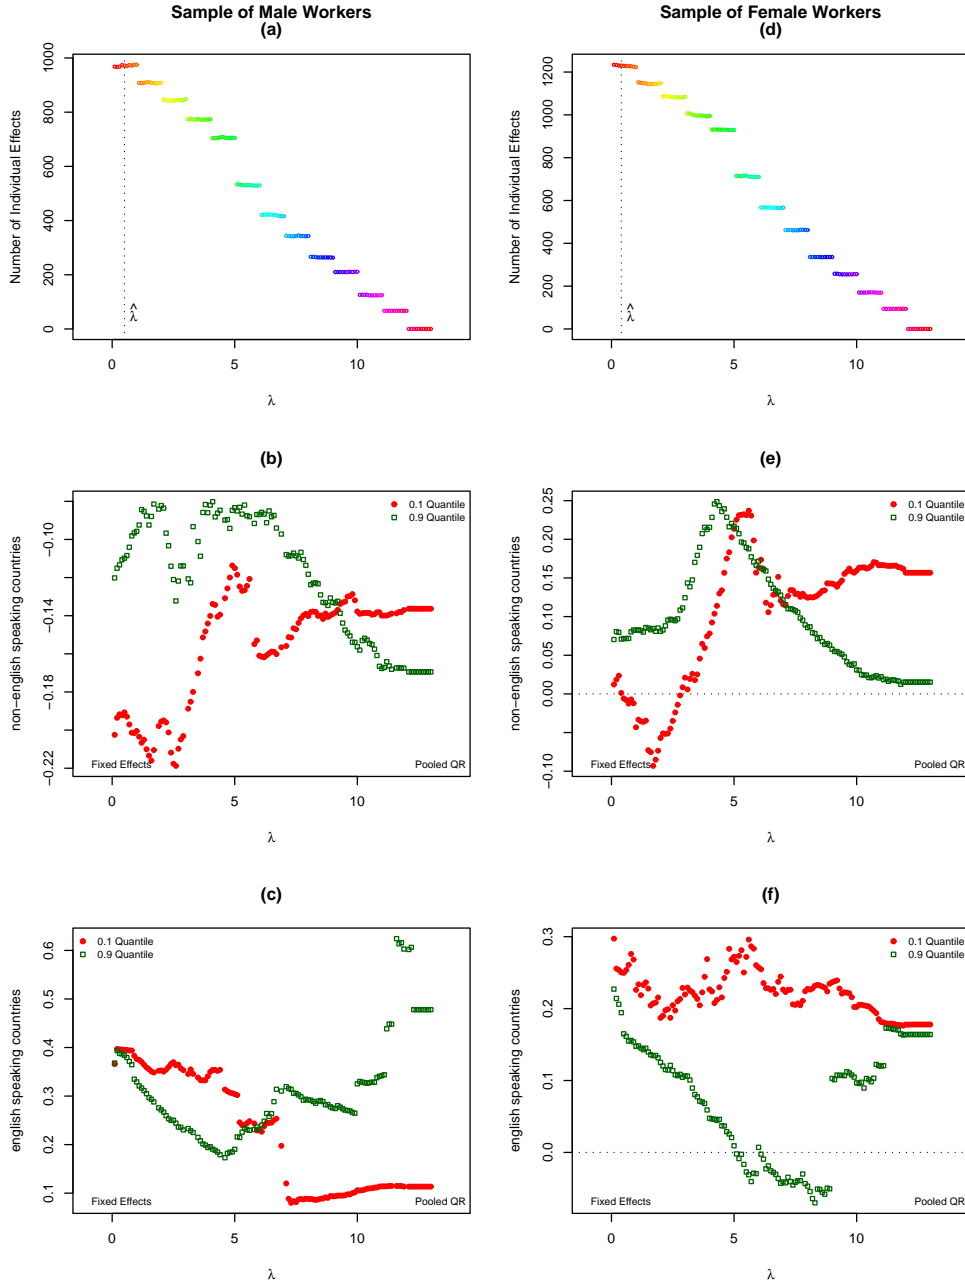 Sample of Male Workers
(a)
Number of Individual Effects
0 200 400 600 800 1000
λ̂
0 5 10
λ
Sample of Female Workers
(d)
Number of Individual Effects
0 200 400 600 800 1000 1200
λ̂
0 5 10
λ
(b)
non−english speaking countries
−0.22 −0.18 −0.14 −0.10
0.1 Quantile
0.9 Quantile
Fixed Effects Pooled QR
0 5 10
λ
(e)
non−english speaking countries
−0.10 0.00 0.05 0.10 0.15 0.20 0.25
0.1 Quantile
0.9 Quantile
Fixed Effects Pooled QR
0 5 10
λ
(c)
english speaking countries
0.1 0.2 0.3 0.4 0.5 0.6
0.1 Quantile
0.9 Quantile
Fixed Effects Pooled QR
0 5 10
λ
(f)
english speaking countries
0.0 0.1 0.2 0.3
0.1 Quantile
0.9 Quantile
Fixed Effects Pooled QR
0 5 10
λ